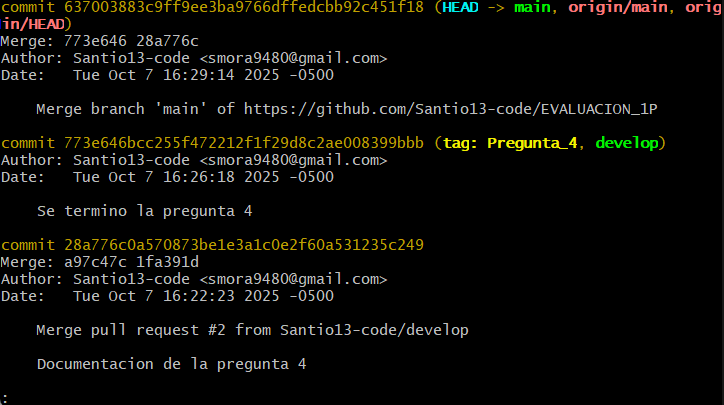 commit 637003883c9ff9ee3ba9766dffedcbb92c451f18 (HEAD -> main, origin/main, orig
in/HEAD)
Merge: 773e646 28a776c
Author: Santio13-code <smora9480@gmail.com>
Date:   Tue Oct 7 16:29:14 2025 -0500
Merge branch 'main' of https://github.com/Santio13-code/EVALUACION_1P
commit 773e646bcc255f472212f1f29d8c2ae008399bbb (tag: Pregunta_4, develop)
Author: Santio13-code <smora9480@gmail.com>
Date:   Tue Oct 7 16:26:18 2025 -0500
Se termino la pregunta 4
commit 28a776c0a570873be1e3a1c0e2f60a531235c249
Merge: a97c47c 1fa391d
Author: Santio13-code <smora9480@gmail.com>
Date:   Tue Oct 7 16:22:23 2025 -0500
Merge pull request #2 from Santio13-code/develop
Documentacion de la pregunta 4
: